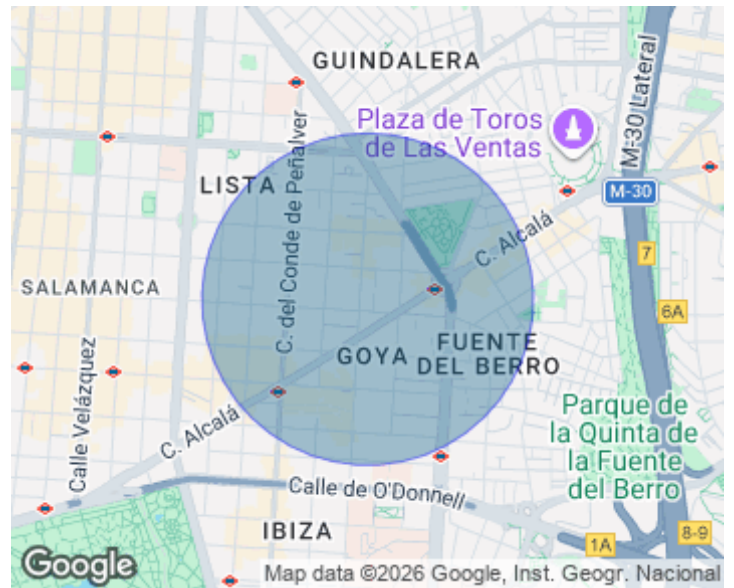 GUINDALERA
Plaza de Toros
de Las Ventas
M-30 Lateral
M-30
LISTA
C. del Conde de Peñalver
C. Alcalá
7
SALAMANCA
6A
GOYA
FUENTE
DEL BERRO
Calle Velázquez
C. Alcalá
Parque de
la Quinta de
la Fuente
del Berro
Calle de O'Donnell
IBIZA
8-9
1A
Google
Map data ©2026 Google, Inst. Geogr. Nacional